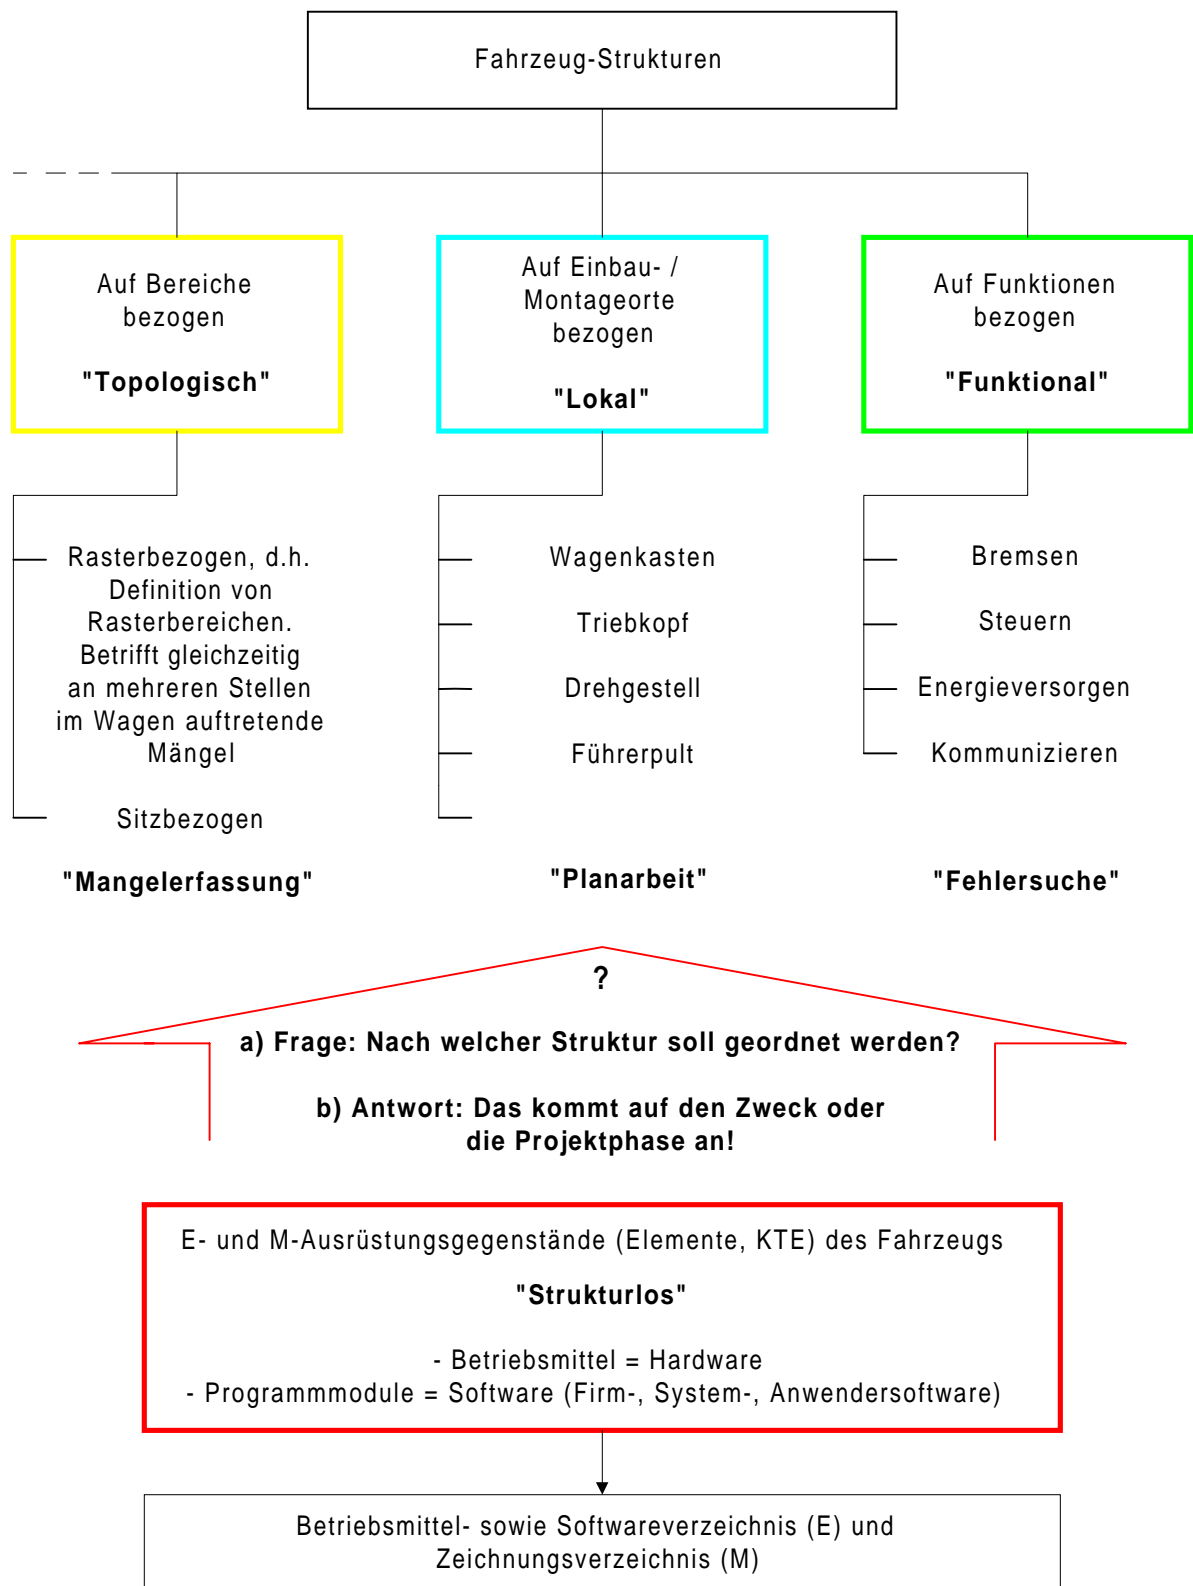 Fahrzeug-Strukturen
Auf Bereiche
bezogen
"Topologisch"
Auf Einbau- /
Montageorte
bezogen
"Lokal"
Auf Funktionen
bezogen
"Funktional"
Rasterbezogen, d.h.
Definition von
Rasterbereichen.
Betrifft gleichzeitig
an mehreren Stellen
im Wagen auftretende
Mängel
Sitzbezogen
"Mangelerfassung"
Wagenkasten
Triebkopf
Drehgestell
Führerpult
"Planarbeit"
Bremsen
Steuern
Energieversorgen
Kommunizieren
"Fehlersuche"
?
a) Frage: Nach welcher Struktur soll geordnet werden?
b) Antwort: Das kommt auf den Zweck oder
die Projektphase an!
E- und M-Ausrüstungsgegenstände (Elemente, KTE) des Fahrzeugs
"Strukturlos"
- Betriebsmittel = Hardware
- Programmmodule = Software (Firm-, System-, Anwendersoftware)
Betriebsmittel- sowie Softwareverzeichnis (E) und
Zeichnungsverzeichnis (M)